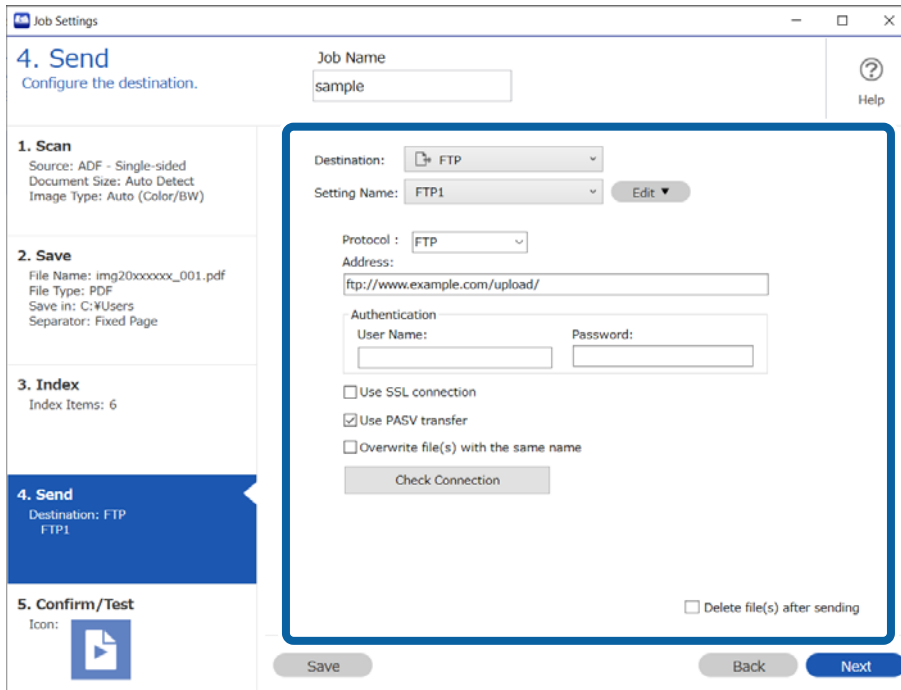 Job Settings
4. Send
Configure the destination.
Job Name
sample
Help
1. Scan
Source: ADF - Single-sided
Document Size: Auto Detect
Image Type: Auto (Color/BW)
2. Save
File Name: img20xxxxxx_001.pdf
File Type: PDF
Save in: C:¥Users
Separator: Fixed Page
3. Index
Index Items: 6
4. Send
Destination: FTP
FTP1
5. Confirm/Test
Icon:
Destination: FTP
Setting Name: FTP1 Edit ▼
Protocol : FTP
Address:
ftp://www.example.com/upload/
Authentication
User Name: Password:
Use SSL connection
Use PASV transfer
Overwrite file(s) with the same name
Check Connection
Delete file(s) after sending
Save Back Next